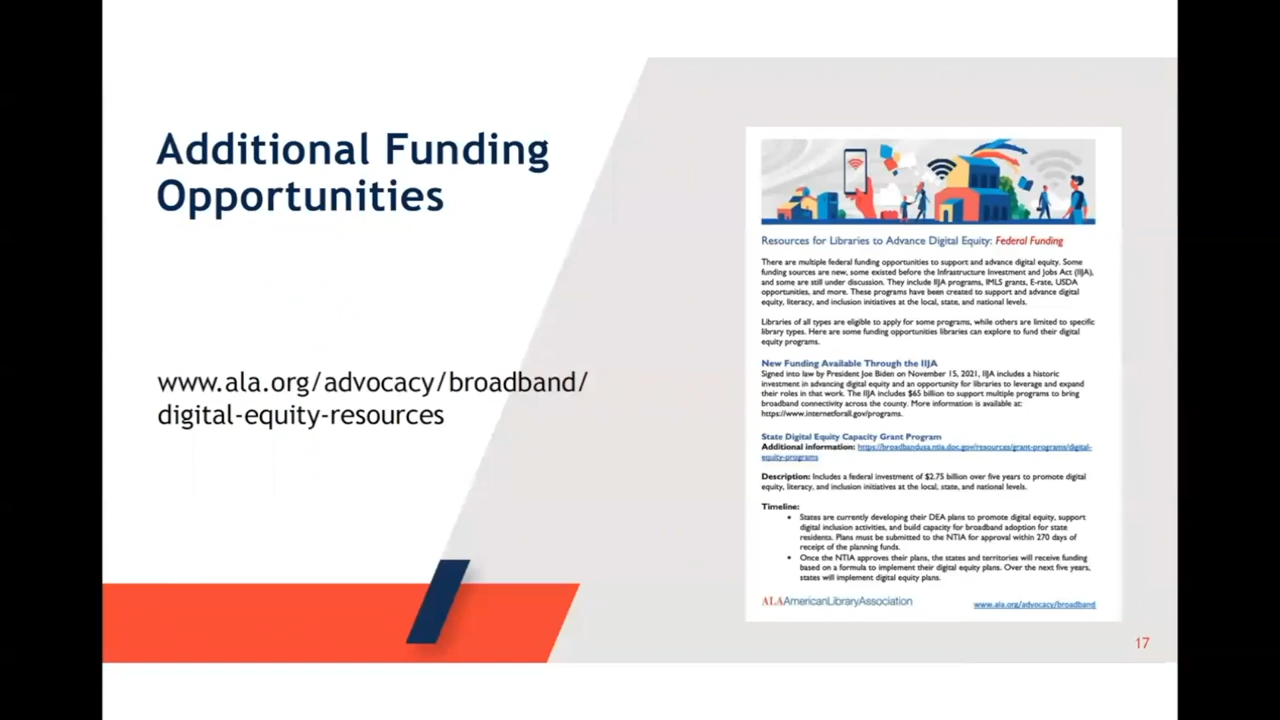 Additional Funding
Opportunities
www.ala.org/advocacy/broadband/
digital-equity-resources
Resources for Libraries to Advance Digital Equity: Federal Funding
There are multiple federal funding opportunities to support and advance digital equity. Some
funding sources are new, some existed before the Infrastructure Investment and Jobs Act (IIJA),
and some are still under discussion. They include IIJA programs, IMLS grants, E-rate, USDA
opportunities, and more. These programs have been created to support and advance digital
equity, literacy, and inclusion initiatives at the local, state, and national levels.
Libraries of all types are eligible to apply for some programs, while others are limited to specific
library types. Here are some funding opportunities libraries can explore to fund their digital
equity programs.
New Funding Available Through the IIJA
Signed into law by President Joe Biden on November 15, 2021, IIJA includes a historic
investment in advancing digital equity and an opportunity for libraries to leverage and expand
their roles in that work. The IIJA includes $65 billion to support multiple programs to bring
broadband connectivity across the county. More information is available at:
https://www.internetforall.gov/programs.
State Digital Equity Capacity Grant Program
Additional information: https://broadbandusa.ntia.doc.gov/resources/grant-programs/digital-
equity-programs
Description: Includes a federal investment of $2.75 billion over five years to promote digital
equity, literacy, and inclusion initiatives at the local, state, and national levels.
Timeline:
• States are currently developing their DEA plans to promote digital equity, support
digital inclusion activities, and build capacity for broadband adoption for state
residents. Plans must be submitted to the NTIA for approval within 270 days of
receipt of the planning funds.
• Once the NTIA approves their plans, the states and territories will receive funding
based on a formula to implement their digital equity plans. Over the next five years,
states will implement digital equity plans.
ALAAmericanLibraryAssociation
www.ala.org/advocacy/broadband
17